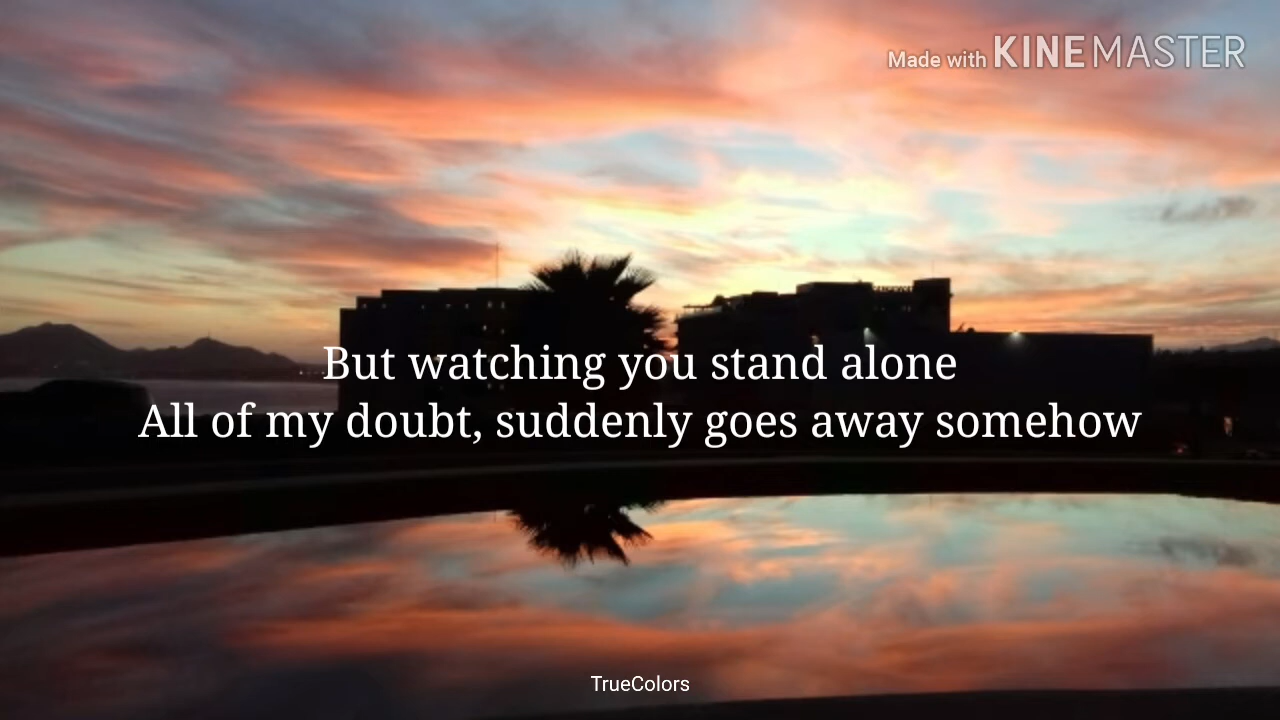 Made with KINEMASTER
But watching you stand alone
All of my doubt, suddenly goes away somehow
TrueColors